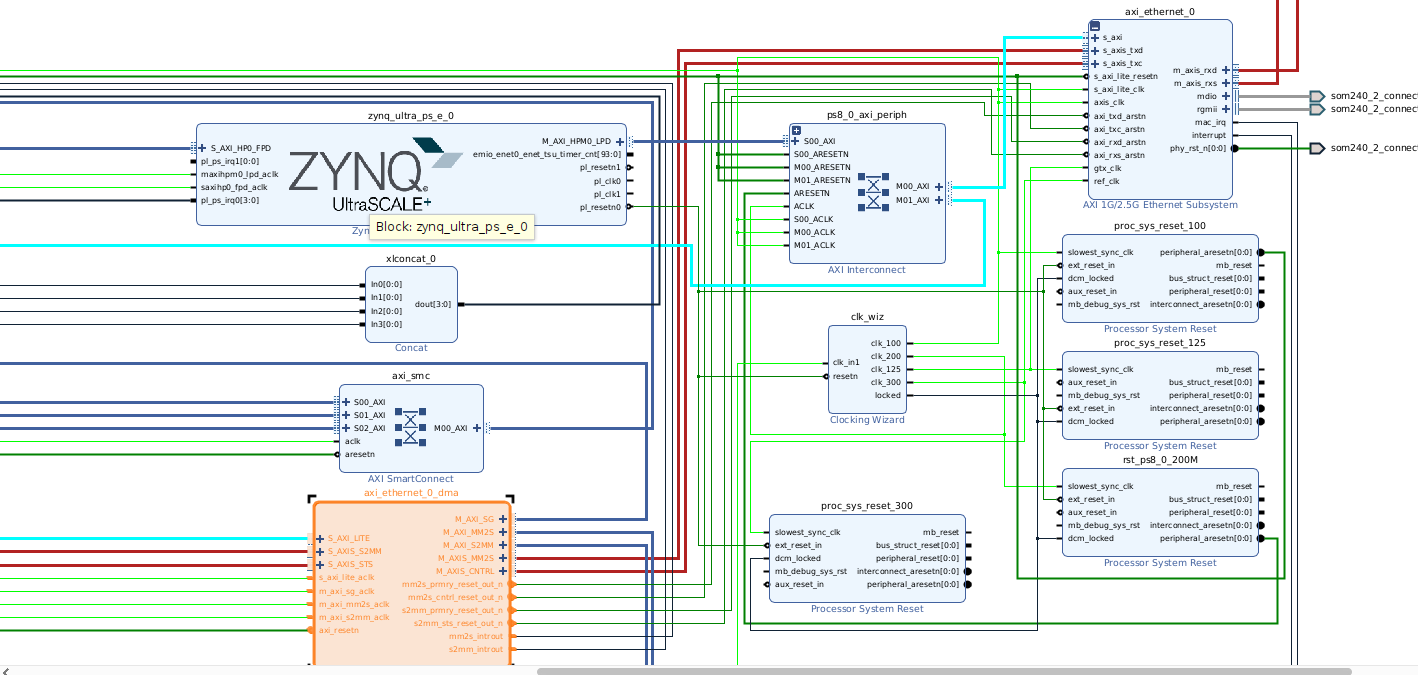 axi_ethernet_0
s_axi
s_axis_txd
s_axis_txc
s_axi_lite_resetn
s_axi_lite_clk
axis_clk
axi_txd_arstn
axi_txc_arstn
axi_rxd_arstn
axi_rxs_arstn
gtx_clk
ref_clk
m_axis_rxd
m_axis_rxs
mdio
rgmii
mac_irq
interrupt
phy_rst_n[0:0]
AXI 1G/2.5G Ethernet Subsystem
som240_2_connect
som240_2_connect
som240_2_connect
zynq_ultra_ps_e_0
S_AXI_HP0_FPD
pl_ps_irq1[0:0]
maxihpm0_lpd_aclk
saxihp0_fpd_aclk
pl_ps_irq0[3:0]
ZYNQ
UltraSCALE+
M_AXI_HPM0_LPD
emio_enet0_enet_tsu_timer_cnt[93:0]
pl_resetn1
pl_clk0
pl_clk1
pl_resetn0
Zyn
Block: zynq_ultra_ps_e_0
ps8_0_axi_periph
S00_AXI
S00_ARESETN
M00_ARESETN
M01_ARESETN
ARESETN
ACLK
S00_ACLK
M00_ACLK
M01_ACLK
M00_AXI
M01_AXI
AXI Interconnect
xlconcat_0
In0[0:0]
In1[0:0]
In2[0:0]
In3[0:0]
dout[3:0]
Concat
proc_sys_reset_100
slowest_sync_clk
ext_reset_in
dcm_locked
aux_reset_in
mb_debug_sys_rst
peripheral_aresetn[0:0]
mb_reset
bus_struct_reset[0:0]
peripheral_reset[0:0]
interconnect_aresetn[0:0]
Processor System Reset
clk_wiz
clk_in1
resetn
clk_100
clk_200
clk_125
clk_300
locked
Clocking Wizard
proc_sys_reset_125
slowest_sync_clk
aux_reset_in
mb_debug_sys_rst
ext_reset_in
dcm_locked
mb_reset
bus_struct_reset[0:0]
peripheral_reset[0:0]
interconnect_aresetn[0:0]
peripheral_aresetn[0:0]
Processor System Reset
axi_smc
S00_AXI
S01_AXI
S02_AXI
aclk
aresetn
M00_AXI
AXI SmartConnect
rst_ps8_0_200M
slowest_sync_clk
ext_reset_in
aux_reset_in
mb_debug_sys_rst
dcm_locked
mb_reset
bus_struct_reset[0:0]
peripheral_reset[0:0]
interconnect_aresetn[0:0]
peripheral_aresetn[0:0]
Processor System Reset
axi_ethernet_0_dma
S_AXI_LITE
S_AXIS_S2MM
S_AXIS_STS
s_axi_lite_aclk
m_axi_sg_aclk
m_axi_mm2s_aclk
m_axi_s2mm_aclk
axi_resetn
M_AXI_SG
M_AXI_MM2S
M_AXI_S2MM
M_AXIS_MM2S
M_AXIS_CNTRL
mm2s_prmry_reset_out_n
mm2s_cntrl_reset_out_n
s2mm_prmry_reset_out_n
s2mm_sts_reset_out_n
mm2s_introut
s2mm_introut
proc_sys_reset_300
slowest_sync_clk
ext_reset_in
dcm_locked
mb_debug_sys_rst
aux_reset_in
mb_reset
bus_struct_reset[0:0]
peripheral_reset[0:0]
interconnect_aresetn[0:0]
peripheral_aresetn[0:0]
Processor System Reset